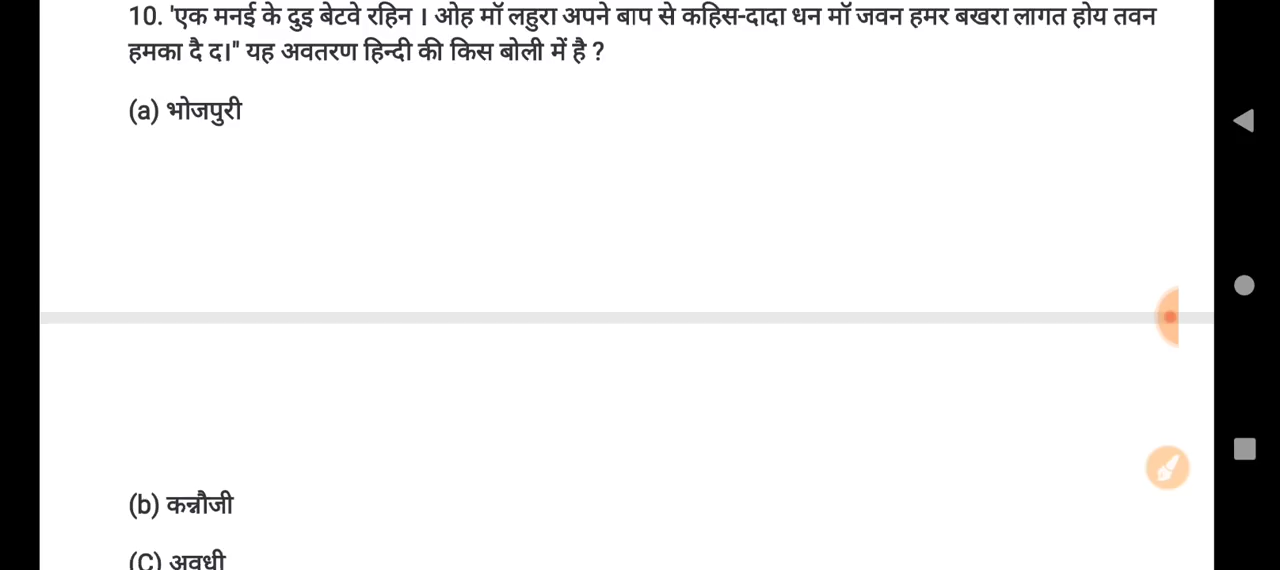 10. 'एक मनई के दुइ बेटवे रहिन । ओह मॉ लहुरा अपने बाप से कहिस-दादा धन मॉ जवन हमर बखरा लागत होय तवन
हमका दै द।" यह अवतरण हिन्दी की किस बोली में है ?
(a) भोजपुरी
(b) कन्नौजी
(C) अवधी